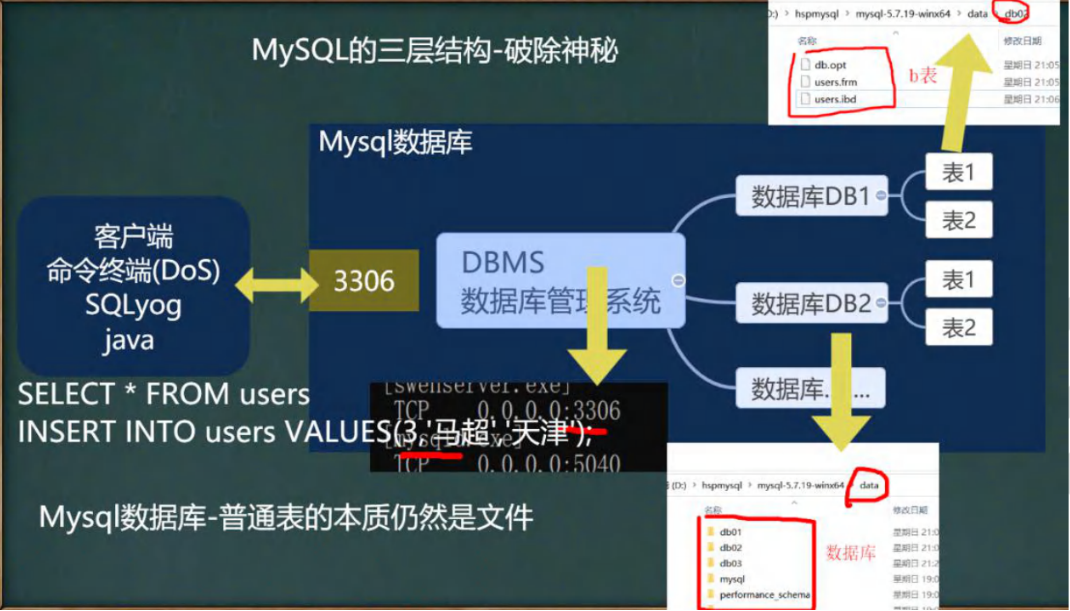 MySQL的三层结构-破除神秘
hspmysql > mysql-5.7.19-winx64 > data > db02
名称 修改日期
db.opt 星期日 21:05
users.frm 星期日 21:05
users.ibd 星期日 21:06
b表
Mysql数据库
客户端
命令终端(DoS)
SQLyog
java
3306
DBMS
数据库管理系统
数据库DB1
表1
表2
数据库DB2
表1
表2
数据库......
SELECT * FROM users
INSERT INTO users VALUES(3,'马超','天津');
[swenserver.exe]
TCP 0.0.0.0:3306
[mysqld.exe]
TCP 0.0.0.0:5040
Mysql数据库-普通表的本质仍然是文件
(D:) > hspmysql > mysql-5.7.19-winx64 > data
名称 修改日期
db01 星期日 21:0
db02 星期日 21:0
db03 星期日 21:2
mysql 星期日 19:0
performance_schema 星期日 19:0
数据库